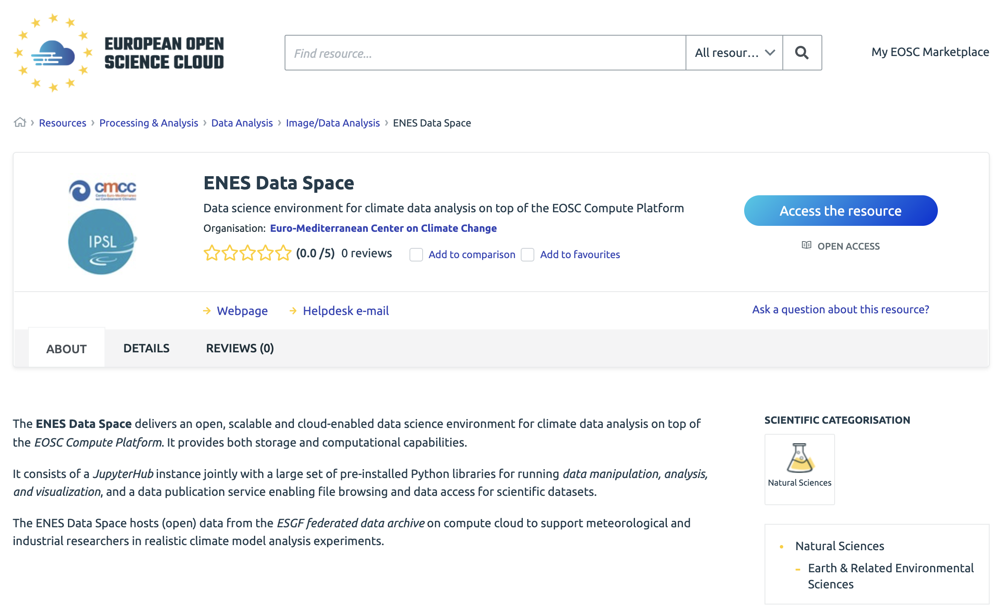 EUROPEAN OPEN
SCIENCE CLOUD
Find resource...
All resour...
My EOSC Marketplace
Resources › Processing & Analysis › Data Analysis › Image/Data Analysis › ENES Data Space
cmcc
Centro Euro-Mediterraneo
sui Cambiamenti Climatici
IPSL
ENES Data Space
Data science environment for climate data analysis on top of the EOSC Compute Platform
Organisation: Euro-Mediterranean Center on Climate Change
(0.0 /5) 0 reviews Add to comparison Add to favourites
Access the resource
OPEN ACCESS
Webpage Helpdesk e-mail
Ask a question about this resource?
ABOUT DETAILS REVIEWS (0)
The ENES Data Space delivers an open, scalable and cloud-enabled data science environment for climate data analysis on top of
the EOSC Compute Platform. It provides both storage and computational capabilities.
It consists of a JupyterHub instance jointly with a large set of pre-installed Python libraries for running data manipulation, analysis,
and visualization, and a data publication service enabling file browsing and data access for scientific datasets.
The ENES Data Space hosts (open) data from the ESGF federated data archive on compute cloud to support meteorological and
industrial researchers in realistic climate model analysis experiments.
SCIENTIFIC CATEGORISATION
Natural Sciences
Natural Sciences
Earth & Related Environmental
Sciences